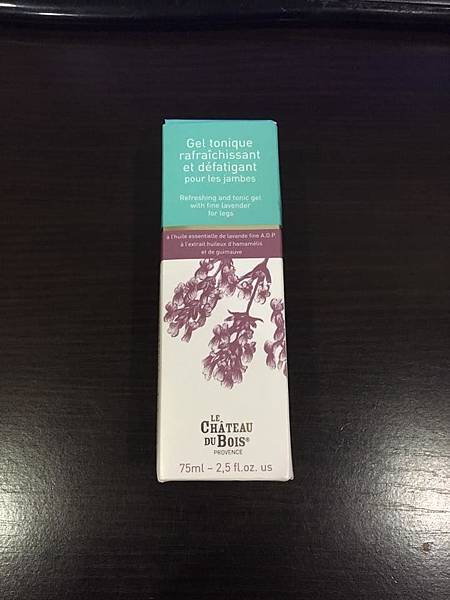 Gel tonique
rafraîchissant
et défatigant
pour les jambes
Refreshing and tonic gel
with fine lavender
for legs
à l'huile essentielle de lavande fine A.O.P.
à l'extrait huileux d'hamamélis
et de guimauve
LE
CHÂTEAU
DU BOIS®
PROVENCE
75ml – 2,5 fl.oz. us